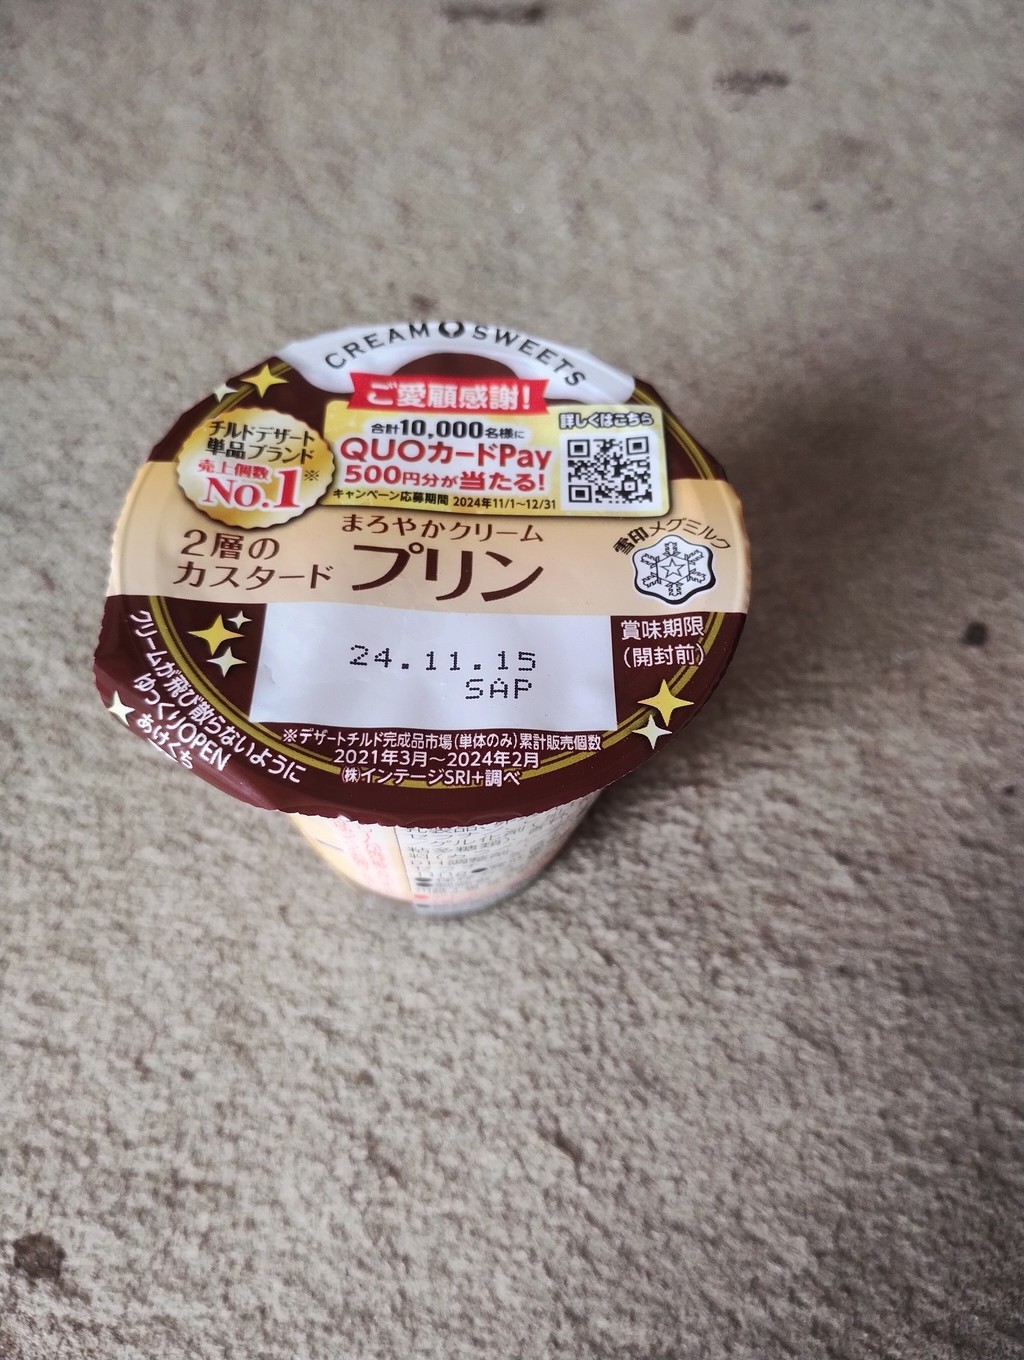 CREAM SWEETS
ご愛顧感謝!
合計10,000名様に
QUOカードPay
500円分が当たる!
キャンペーン応募期間 2024年11/1~12/31
詳しくはこちら
チルドデザート
単品ブランド
売上個数※
No.1
まろやかクリーム
2層の
カスタード
プリン
雪印メグミルク
24.11.15
SAP
賞味期限
(開封前)
クリームが飛び散らないように
ゆっくりOPEN
あけくち
※デザートチルド完成品市場(単体のみ)累計販売個数
2021年3月~2024年2月
(株)インテージSRI+調べ